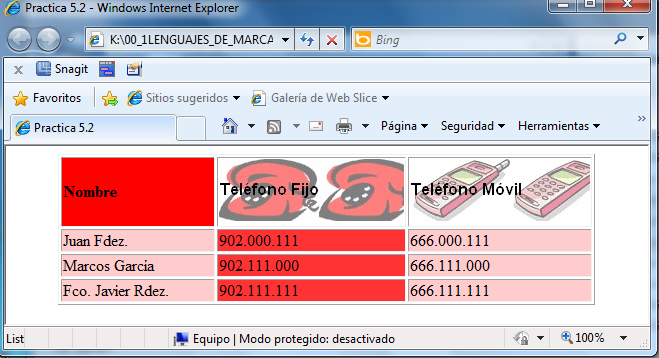 Practica 5.2 - Windows Internet Explorer
K:\00_1LENGUAJES_DE_MARCA
Bing
x Snagit
Favoritos Sitios sugeridos Galería de Web Slice
Practica 5.2 Página Seguridad Herramientas »
Nombre Teléfono Fijo Teléfono Móvil
Juan Fdez. 902.000.111 666.000.111
Marcos García 902.111.000 666.111.000
Fco. Javier Rdez. 902.111.111 666.111.111
List Equipo | Modo protegido: desactivado 100%